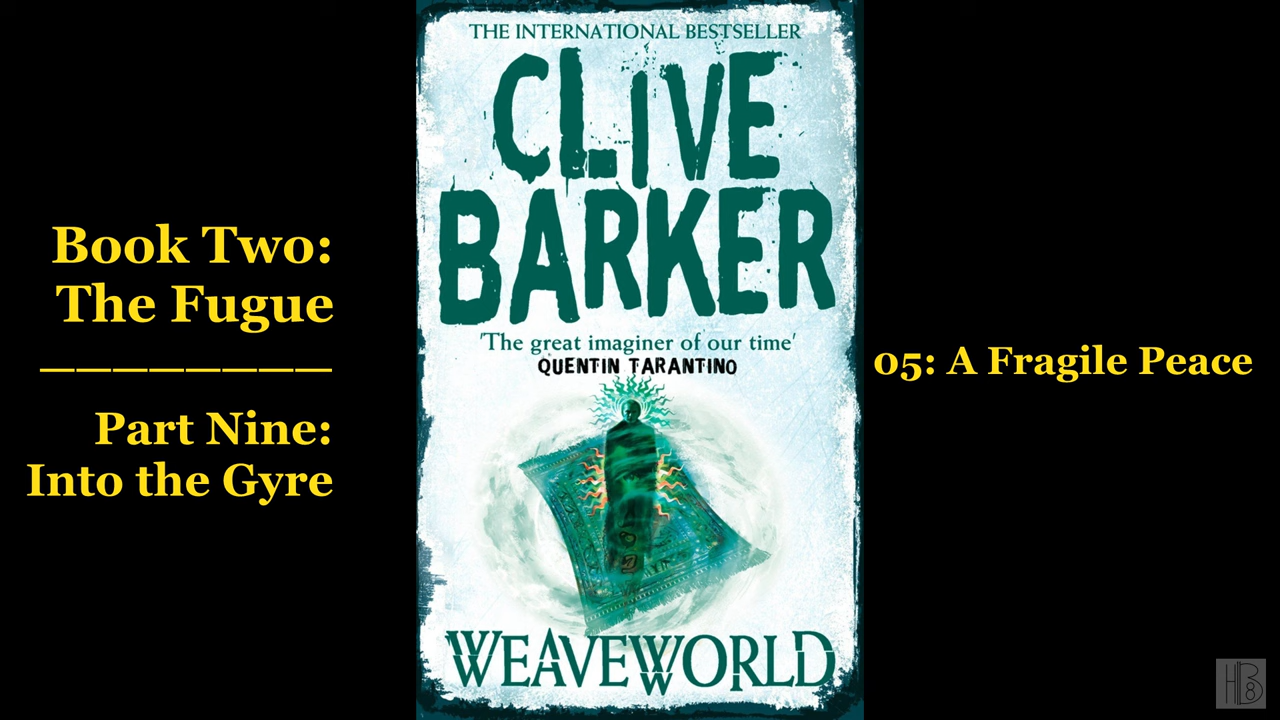 Book Two:
The Fugue
_________
Part Nine:
Into the Gyre
THE INTERNATIONAL BESTSELLER
CLIVE
BARKER
'The great imaginer of our time'
QUENTIN TARANTINO
WEAVEWORLD
05: A Fragile Peace